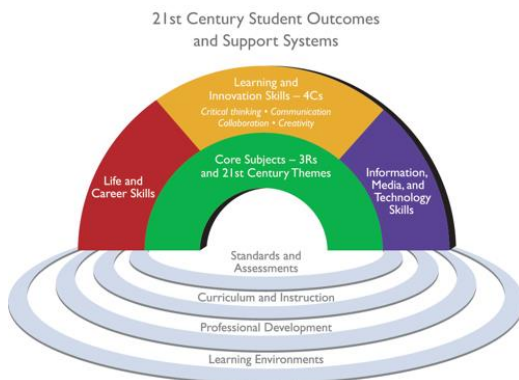 21st Century Student Outcomes
and Support Systems
Learning and
Innovation Skills – 4Cs
Critical thinking • Communication
Collaboration • Creativity
Core Subjects – 3Rs
and 21st Century Themes
Life and
Career Skills
Information,
Media, and
Technology
Skills
Standards and
Assessments
Curriculum and Instruction
Professional Development
Learning Environments